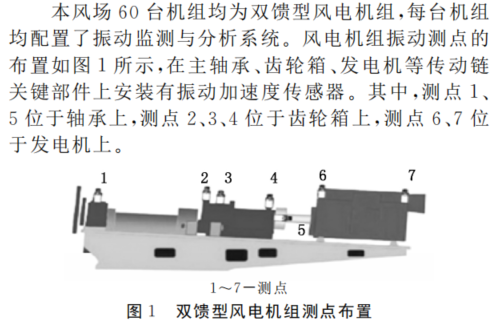 本风场60台机组均为双馈型风电机组,每台机组
均配置了振动监测与分析系统。风电机组振动测点的
布置如图1所示,在主轴承、齿轮箱、发电机等传动链
关键部件上安装有振动加速度传感器。其中,测点1、
5位于轴承上,测点2、3、4位于齿轮箱上,测点6、7位
于发电机上。
1 2 3 4 6 7
5
1～7—测点
图1 双馈型风电机组测点布置